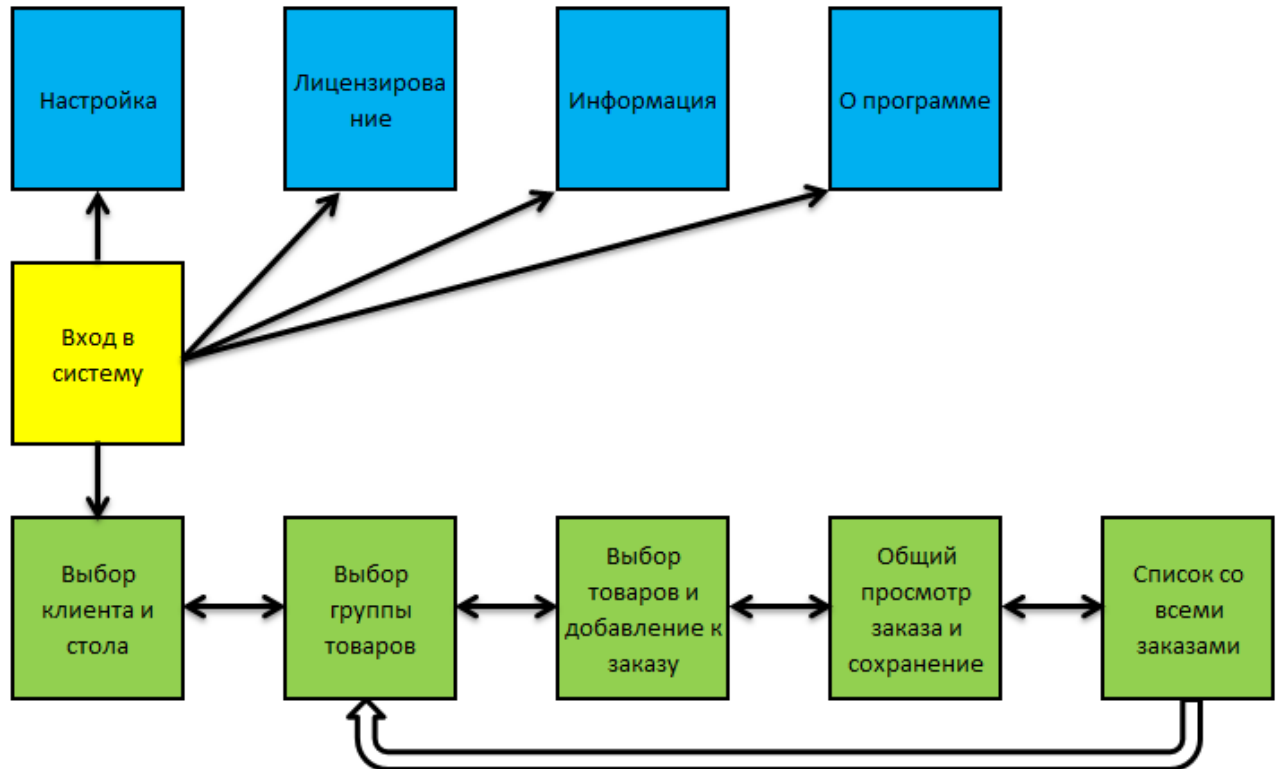 Настройка
Лицензирова
ние
Информация
О программе
Вход в
систему
Выбор
клиента и
стола
Выбор
группы
товаров
Выбор
товаров и
добавление к
заказу
Общий
просмотр
заказа и
сохранение
Список со
всеми
заказами